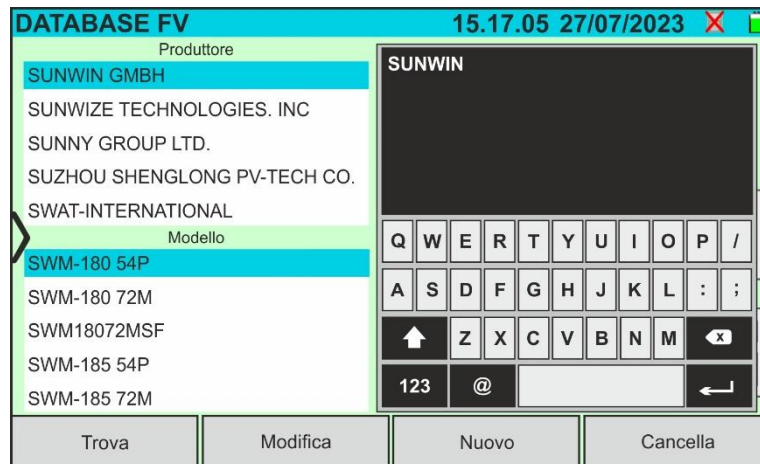 DATABASE FV 15.17.05 27/07/2023
Produttore
SUNWIN GMBH
SUNWIZE TECHNOLOGIES. INC
SUNNY GROUP LTD.
SUZHOU SHENGLONG PV-TECH CO.
SWAT-INTERNATIONAL
Modello
SWM-180 54P
SWM-180 72M
SWM18072MSF
SWM-185 54P
SWM-185 72M
SUNWIN
Q W E R T Y U I O P /
A S D F G H J K L : ;
Z X C V B N M x
123 @
Trova Modifica Nuovo Cancella